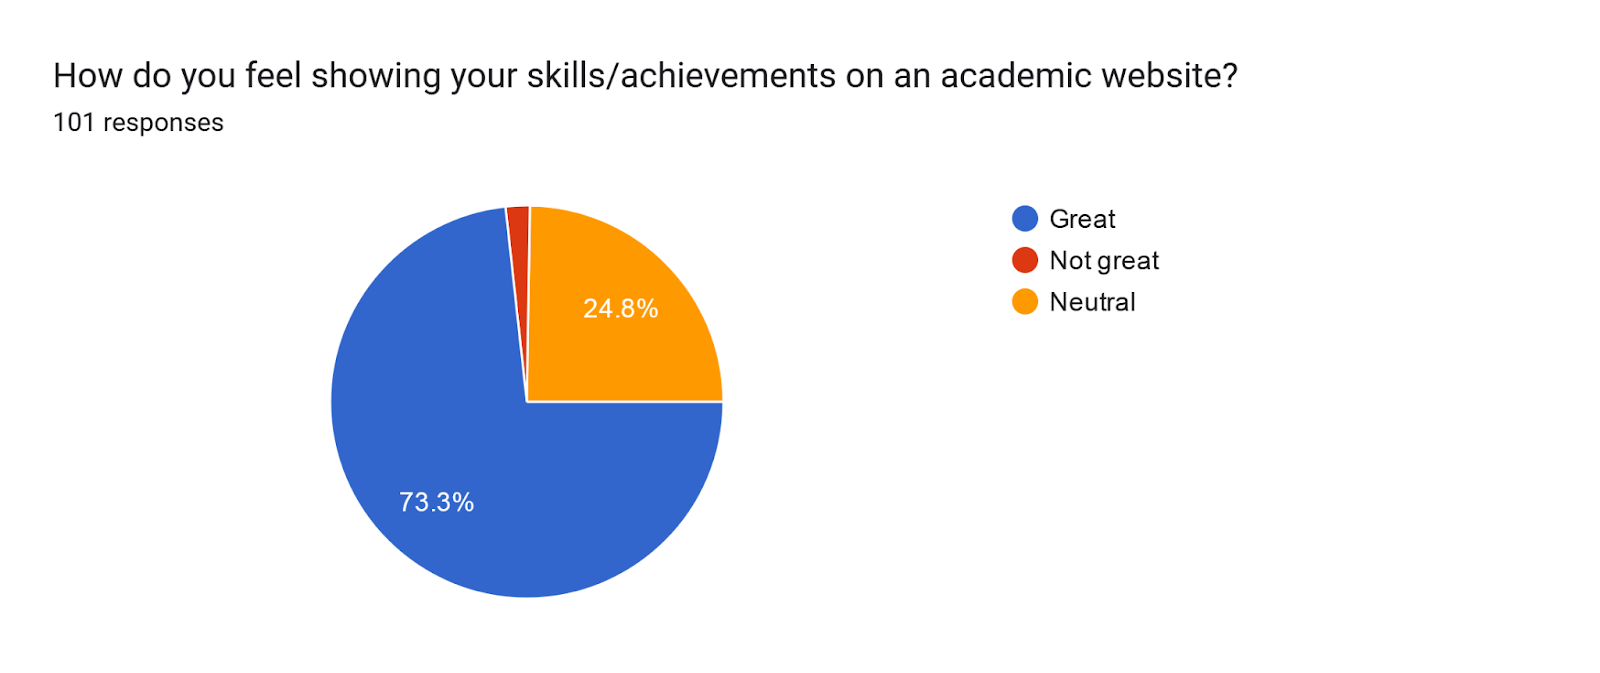 How do you feel showing your skills/achievements on an academic website?
101 responses
Great
Not great
Neutral
24.8%
73.3%